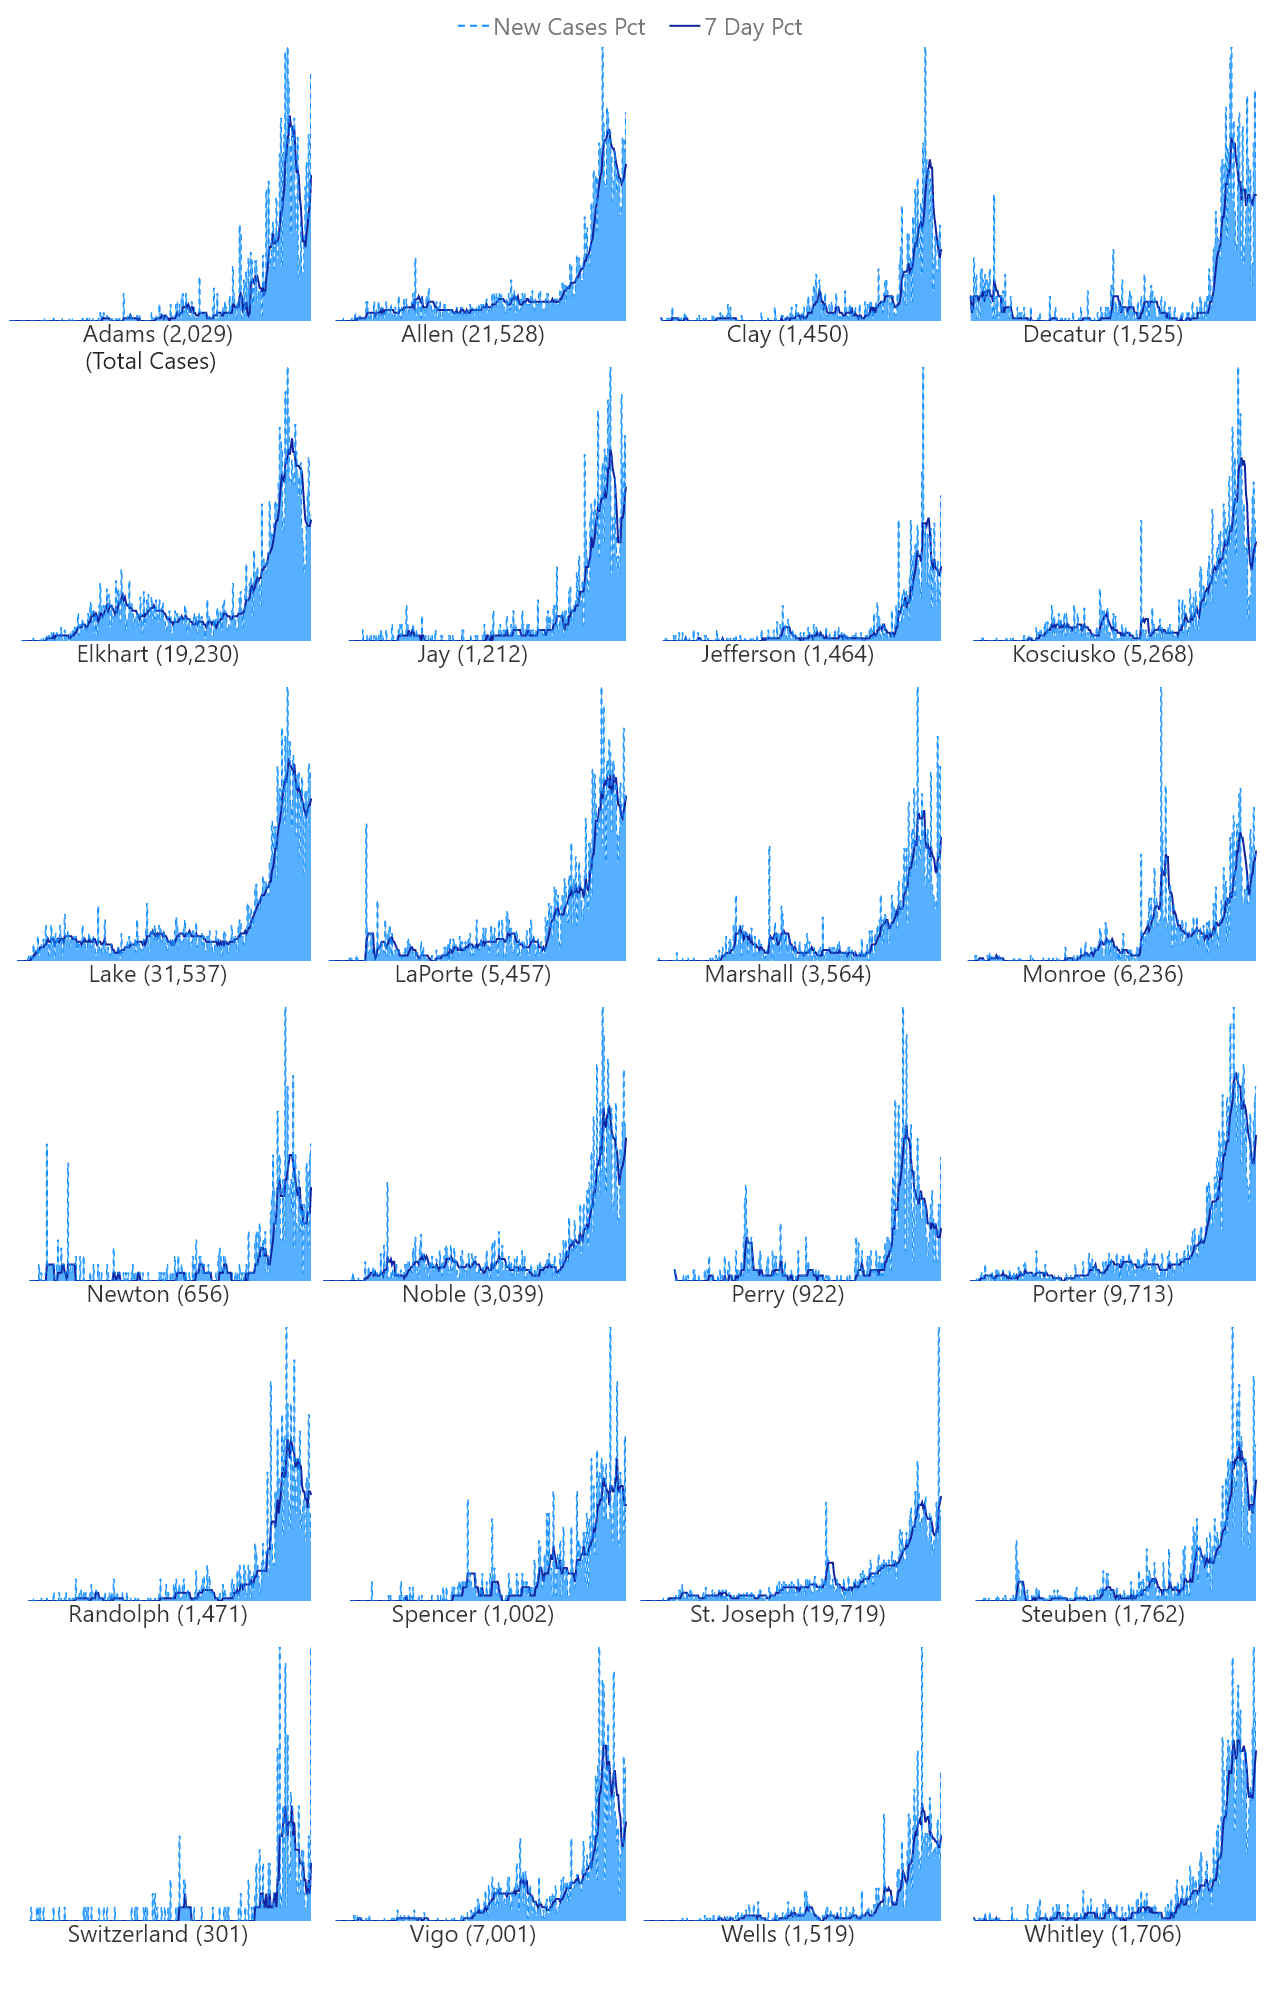 New Cases Pct 7 Day Pct
Adams (2,029) Allen (21,528) Clay (1,450) Decatur (1,525)
(Total Cases)
Elkhart (19,230) Jay (1,212) Jefferson (1,464) Kosciusko (5,268)
Lake (31,537) LaPorte (5,457) Marshall (3,564) Monroe (6,236)
Newton (656) Noble (3,039) Perry (922) Porter (9,713)
Randolph (1,471) Spencer (1,002) St. Joseph (19,719) Steuben (1,762)
Switzerland (301) Vigo (7,001) Wells (1,519) Whitley (1,706)